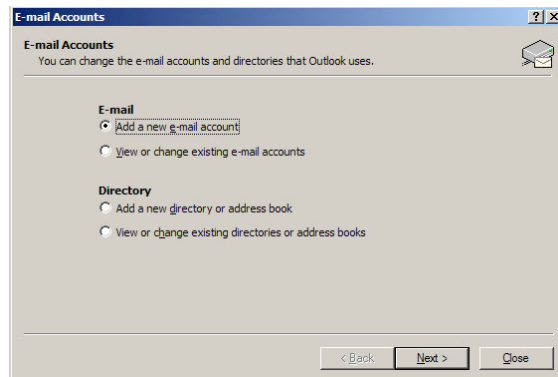 E-mail Accounts
E-mail Accounts
You can change the e-mail accounts and directories that Outlook uses.
E-mail
Add a new e-mail account
View or change existing e-mail accounts
Directory
Add a new directory or address book
View or change existing directories or address books
< Back Next > Close